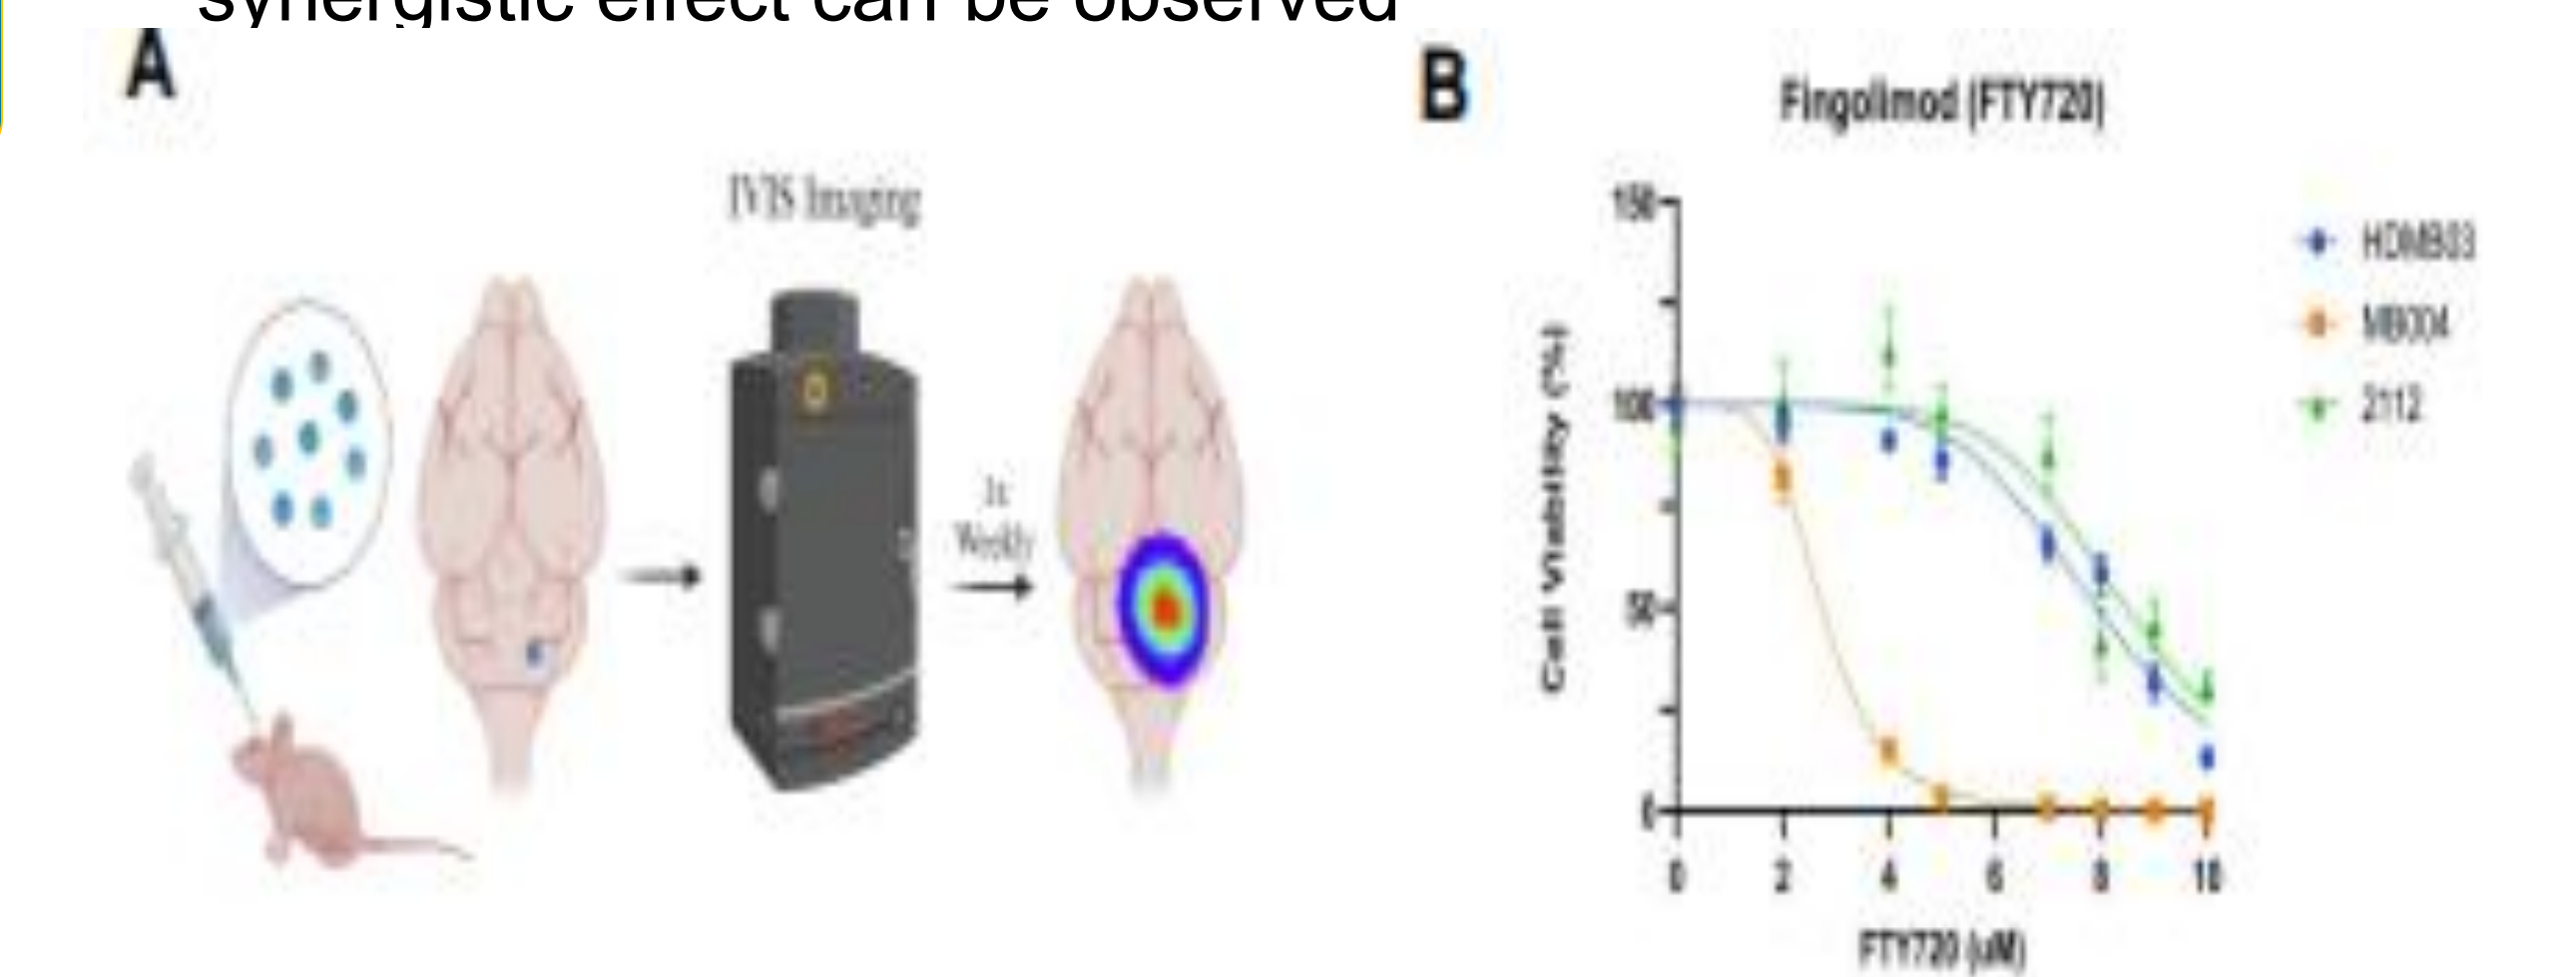 synergistic effect can be observed
A
IVIS Imaging
1x
Weekly
B
Fingolimod (FTY720)
Cell Viability (%)
150
100
50
0
0 2 4 6 8 10
FTY720 (uM)
HDMB03
MB004
2112